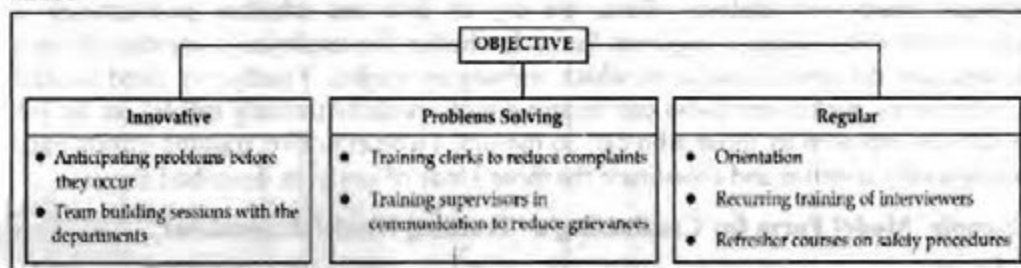 OBJECTIVE
Innovative
• Anticipating problems before
they occur
• Team building sessions with the
departments
Problems Solving
• Training clerks to reduce complaints
• Training supervisors in
communication to reduce grievances
Regular
• Orientation
• Recurring training of interviewers
• Refresher courses on safety procedures